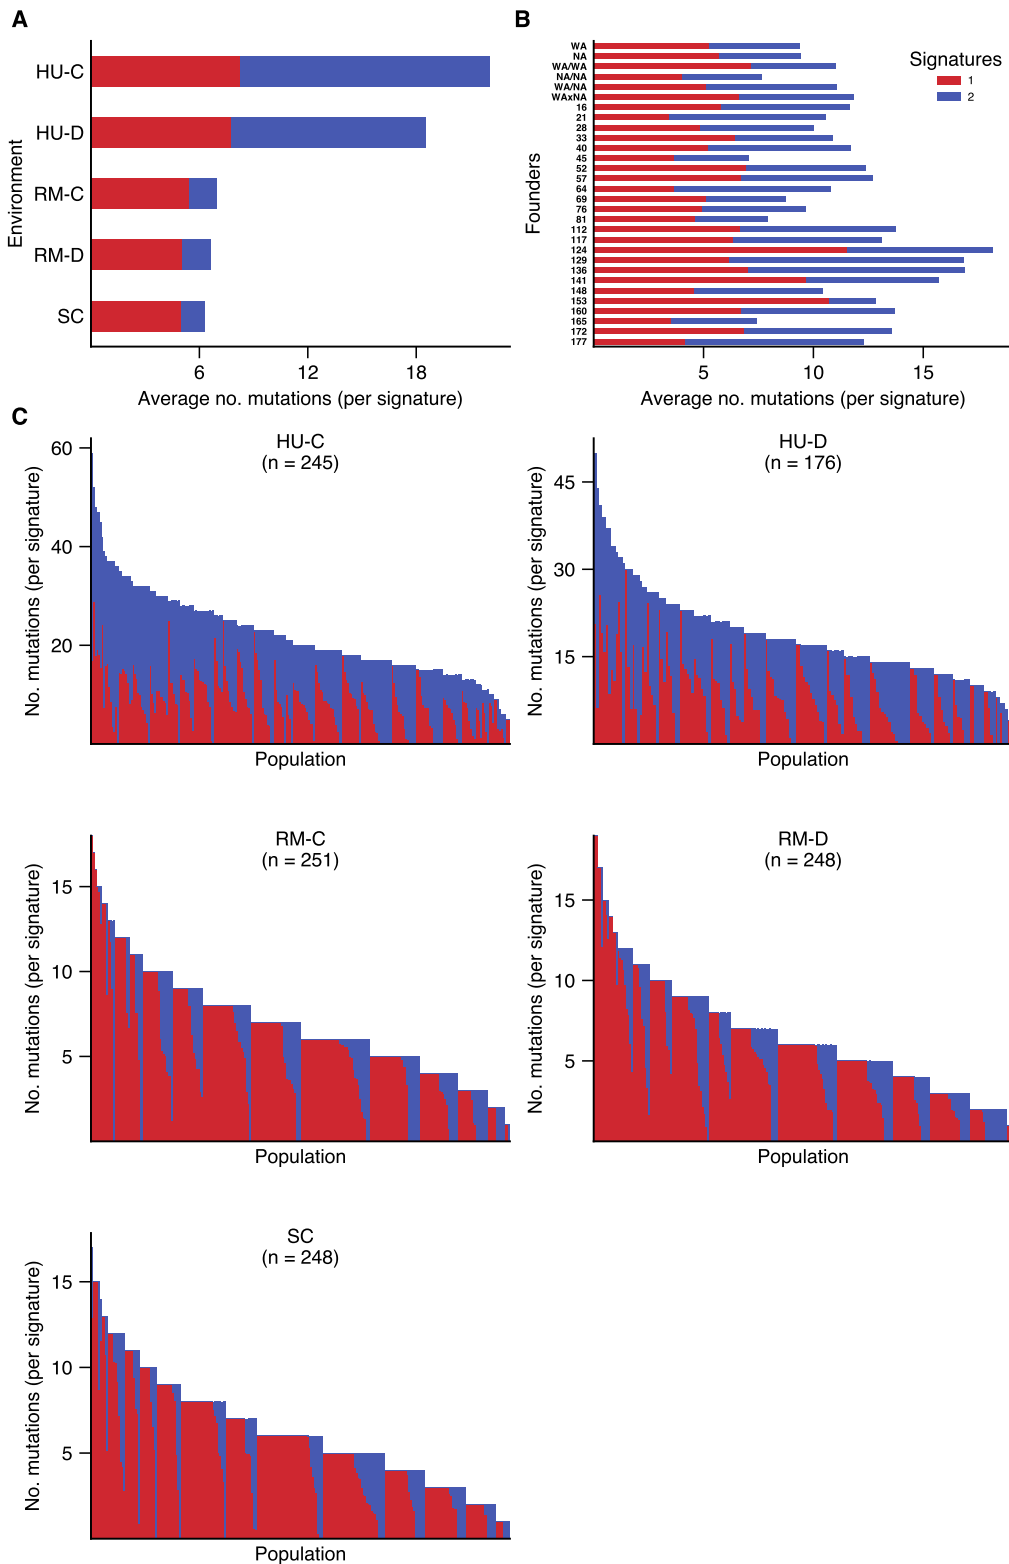 A
HU-C
HU-D
RM-C
RM-D
SC
Environment
6
12
18
Average no. mutations (per signature)
B
WA
NA
WA/WA
NA/NA
WA/NA
WAxNA
16
21
28
33
40
45
52
57
64
69
76
81
112
117
124
129
136
141
148
153
160
165
172
177
Founders
5
10
15
Average no. mutations (per signature)
Signatures
1
2
C
HU-C
(n = 245)
60
40
20
No. mutations (per signature)
Population
HU-D
(n = 176)
45
30
15
No. mutations (per signature)
Population
RM-C
(n = 251)
15
10
5
No. mutations (per signature)
Population
RM-D
(n = 248)
15
10
5
No. mutations (per signature)
Population
SC
(n = 248)
15
10
5
No. mutations (per signature)
Population